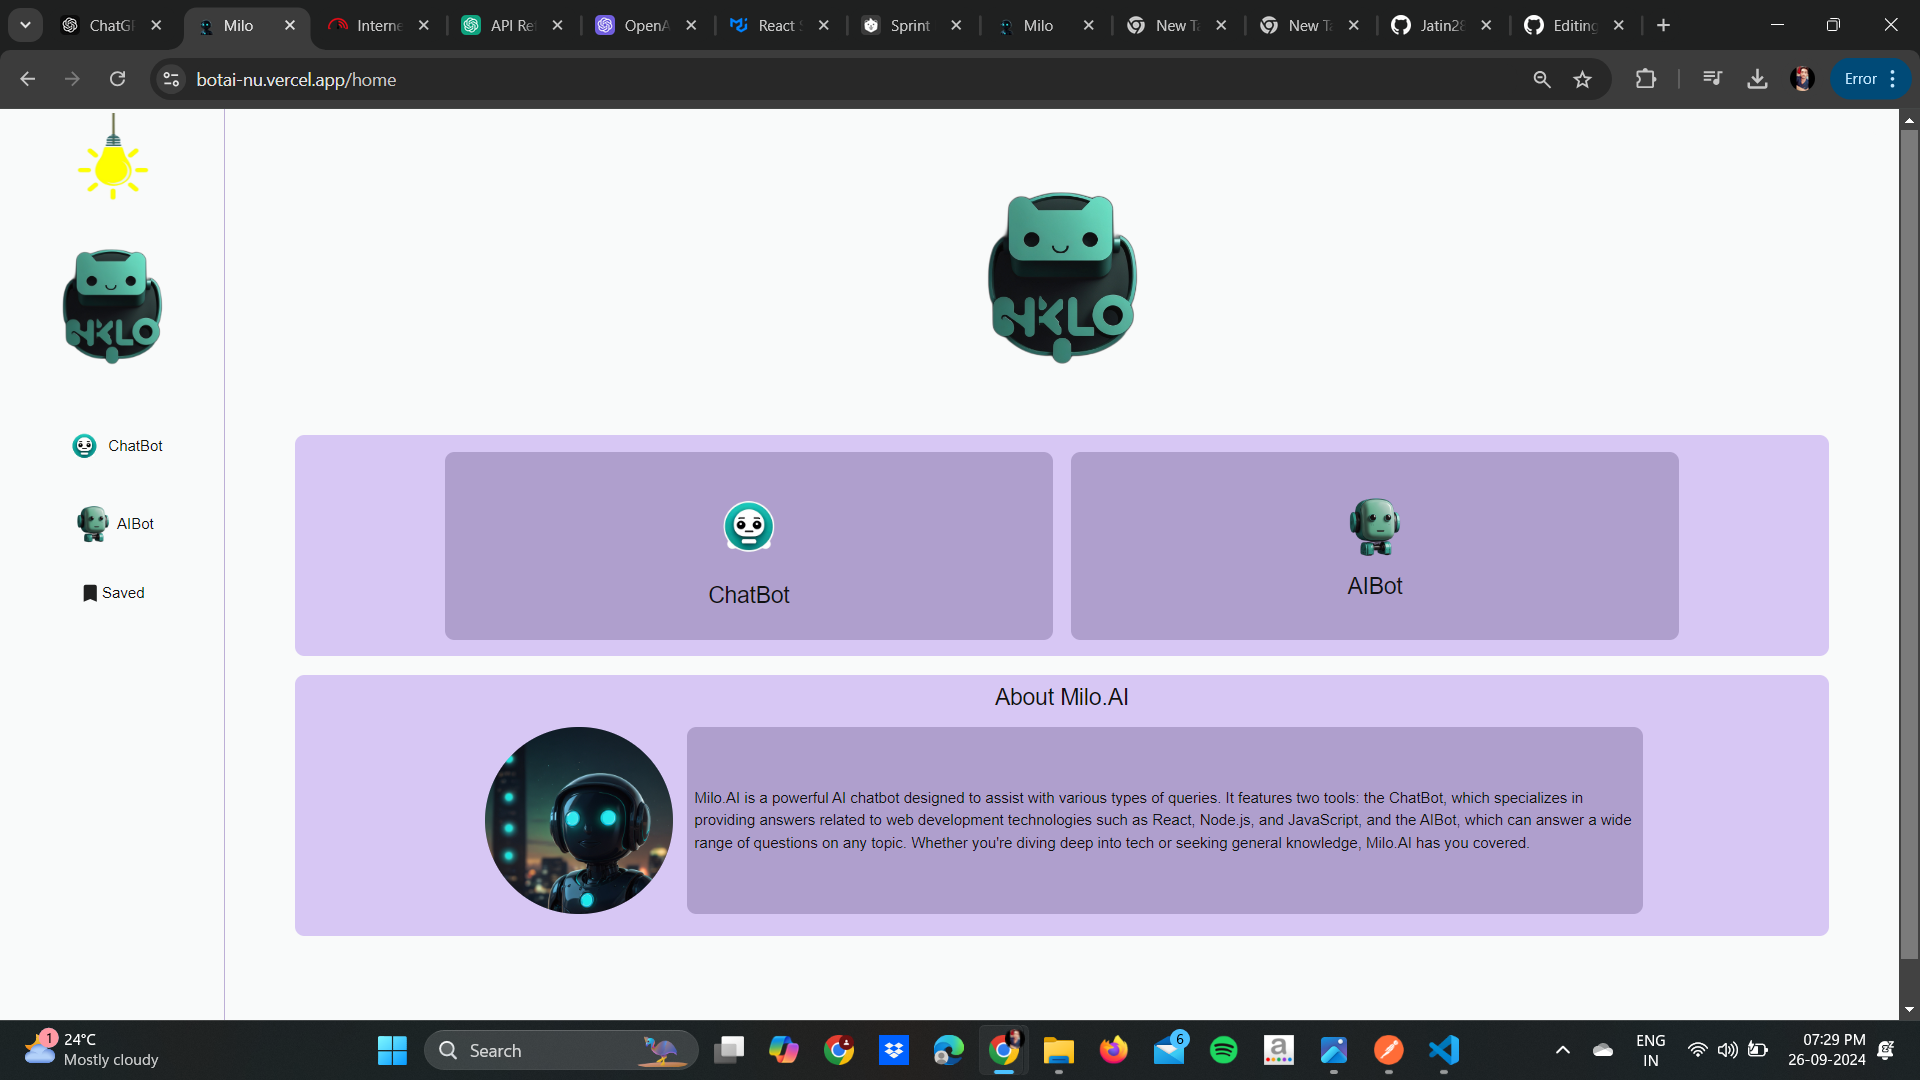 ChatGP
Milo
Interne
API Ref
OpenA
React S
Sprint
Milo
New Ta
New Ta
Jatin28
Editing
botai-nu.vercel.app/home
Error
ChatBot
AIBot
Saved
ChatBot
AIBot
About Milo.AI
Milo.AI is a powerful AI chatbot designed to assist with various types of queries. It features two tools: the ChatBot, which specializes in
providing answers related to web development technologies such as React, Node.js, and JavaScript, and the AIBot, which can answer a wide
range of questions on any topic. Whether you're diving deep into tech or seeking general knowledge, Milo.AI has you covered.
1
24°C
Mostly cloudy
Search
a
6
ENG
IN
07:29 PM
26-09-2024